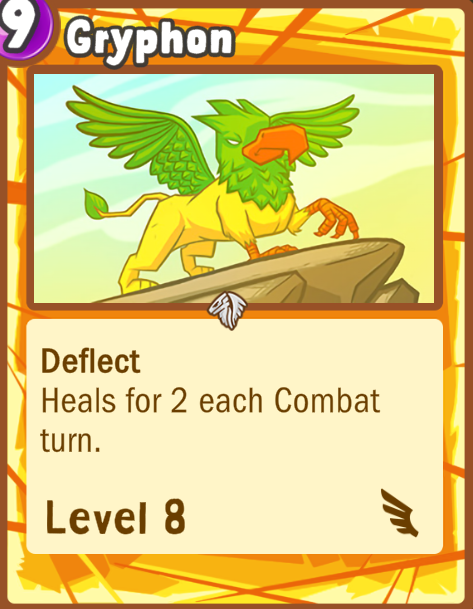 9
Gryphon
Deflect
Heals for 2 each Combat
turn.
Level 8